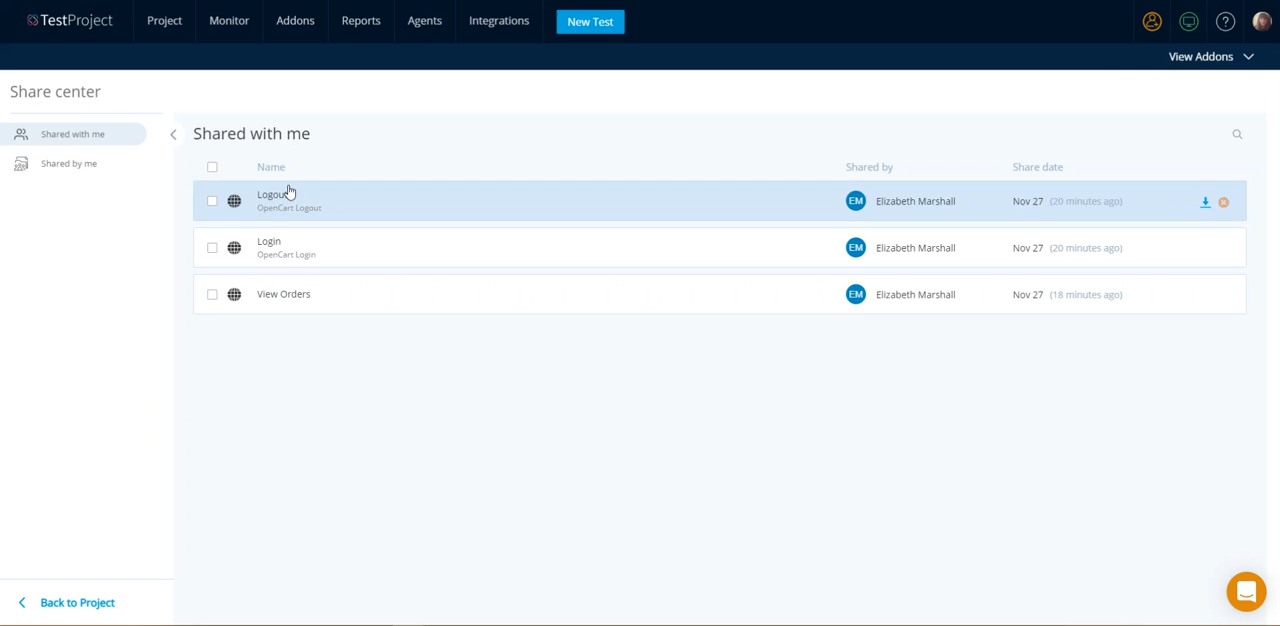 TestProject
Project
Monitor
Addons
Reports
Agents
Integrations
New Test
?
View Addons
Share center
Shared with me
Shared by me
Shared with me
Name
Shared by
Share date
Logout
OpenCart Logout
EM
Elizabeth Marshall
Nov 27 (20 minutes ago)
Login
OpenCart Login
EM
Elizabeth Marshall
Nov 27 (20 minutes ago)
View Orders
EM
Elizabeth Marshall
Nov 27 (18 minutes ago)
Back to Project